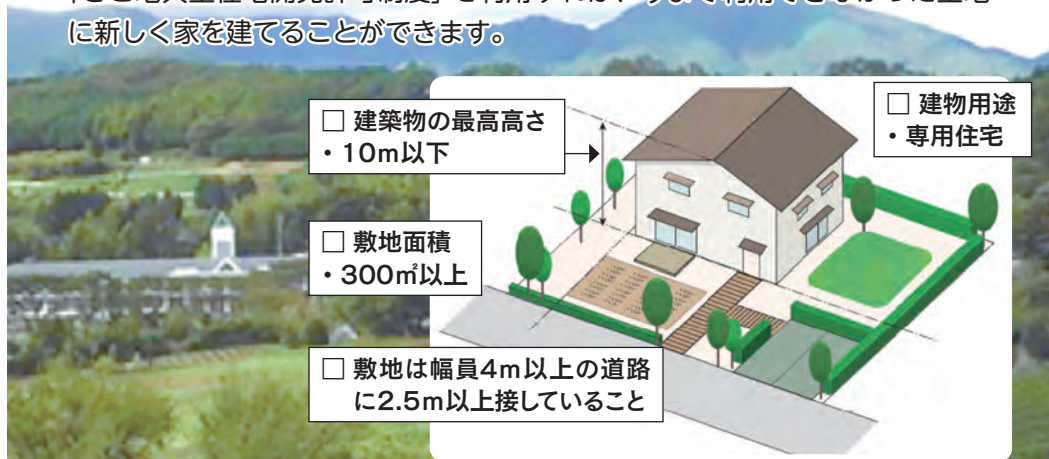 に新しく家を建てることができます。
□ 建築物の最高高さ
・ 10m以下
□ 建物用途
・ 専用住宅
□ 敷地面積
・ 300㎡以上
□ 敷地は幅員4m以上の道路
に2.5m以上接していること